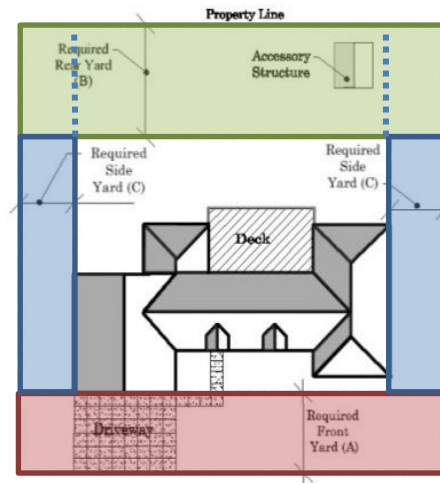 Property Line
Required
Rear Yard
(B)
Accessory
Structure
Required
Side
Yard (C)
Required
Side
Yard (C)
Deck
Driveway
Required
Front
Yard (A)